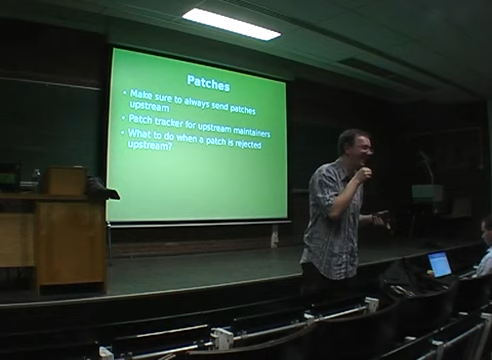 Patches
• Make sure to always send patches
upstream
• Patch tracker for upstream maintainers
• What to do when a patch is rejected
upstream?